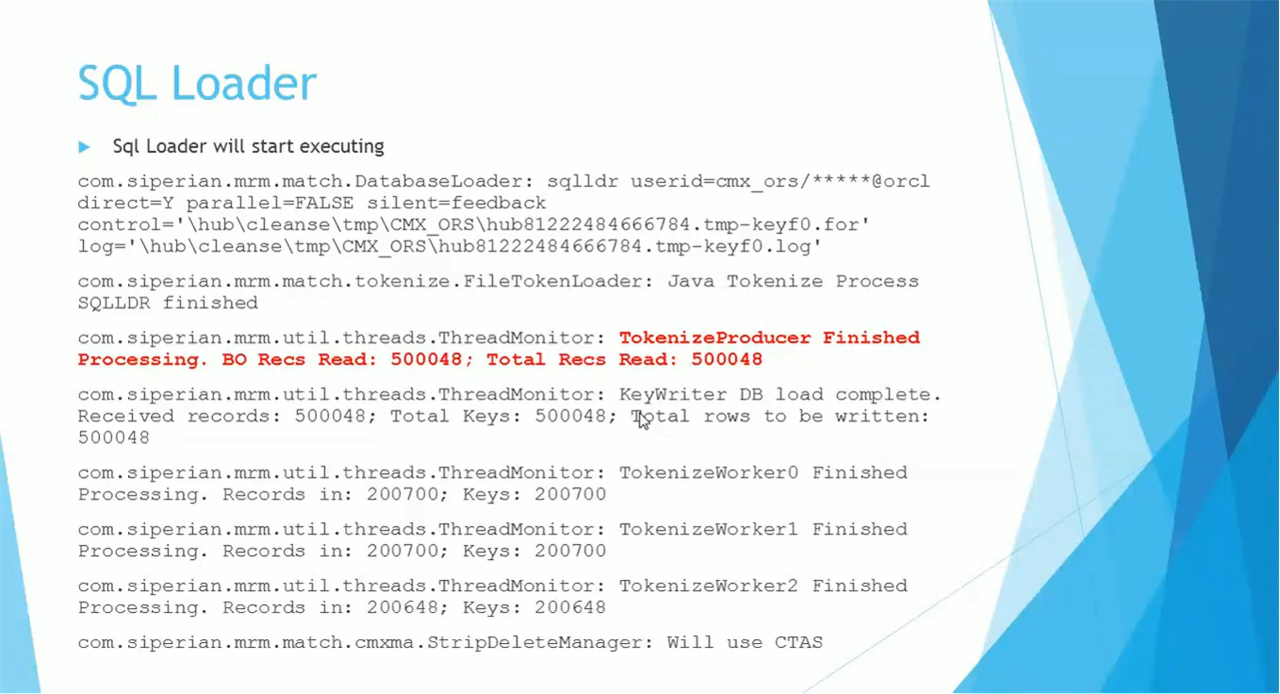 SQL Loader
Sql Loader will start executing
com.siperian.mrm.match.DatabaseLoader: sqlldr userid=cmx_ors/*****@orcl
direct=Y parallel=FALSE silent=feedback
control='\hub\cleanse\tmp\CMX_ORS\hub81222484666784.tmp-keyf0.for'
log='\hub\cleanse\tmp\CMX_ORS\hub81222484666784.tmp-keyf0.log'
com.siperian.mrm.match.tokenize.FileTokenLoader: Java Tokenize Process
SQLLDR finished
com.siperian.mrm.util.threads.ThreadMonitor: TokenizeProducer Finished
Processing. BO Recs Read: 500048; Total Recs Read: 500048
com.siperian.mrm.util.threads.ThreadMonitor: KeyWriter DB load complete.
Received records: 500048; Total Keys: 500048; Total rows to be written:
500048
com.siperian.mrm.util.threads.ThreadMonitor: TokenizeWorker0 Finished
Processing. Records in: 200700; Keys: 200700
com.siperian.mrm.util.threads.ThreadMonitor: TokenizeWorker1 Finished
Processing. Records in: 200700; Keys: 200700
com.siperian.mrm.util.threads.ThreadMonitor: TokenizeWorker2 Finished
Processing. Records in: 200648; Keys: 200648
com.siperian.mrm.match.cmxma.StripDeleteManager: Will use CTAS